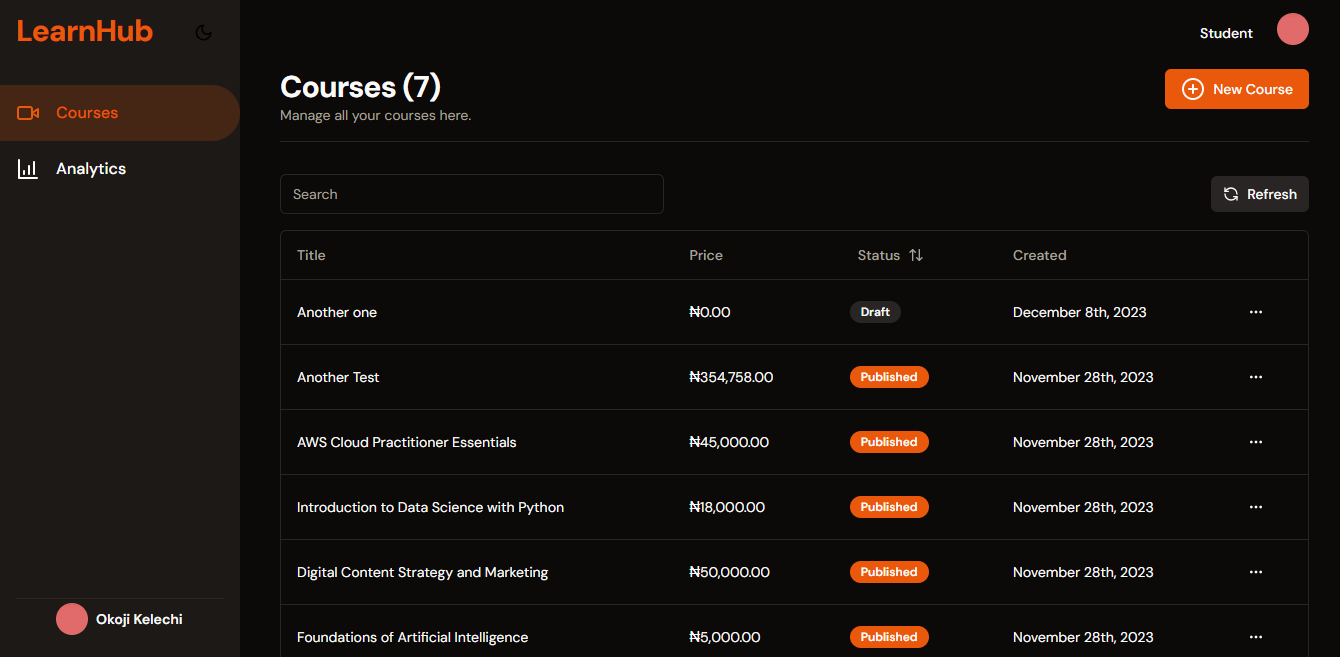 LearnHub
Student
Courses
Analytics
Courses (7)
Manage all your courses here.
New Course
Search
Refresh
Title Price Status Created
Another one ₦0.00 Draft December 8th, 2023
Another Test ₦354,758.00 Published November 28th, 2023
AWS Cloud Practitioner Essentials ₦45,000.00 Published November 28th, 2023
Introduction to Data Science with Python ₦18,000.00 Published November 28th, 2023
Digital Content Strategy and Marketing ₦50,000.00 Published November 28th, 2023
Foundations of Artificial Intelligence ₦5,000.00 Published November 28th, 2023
Okoji Kelechi